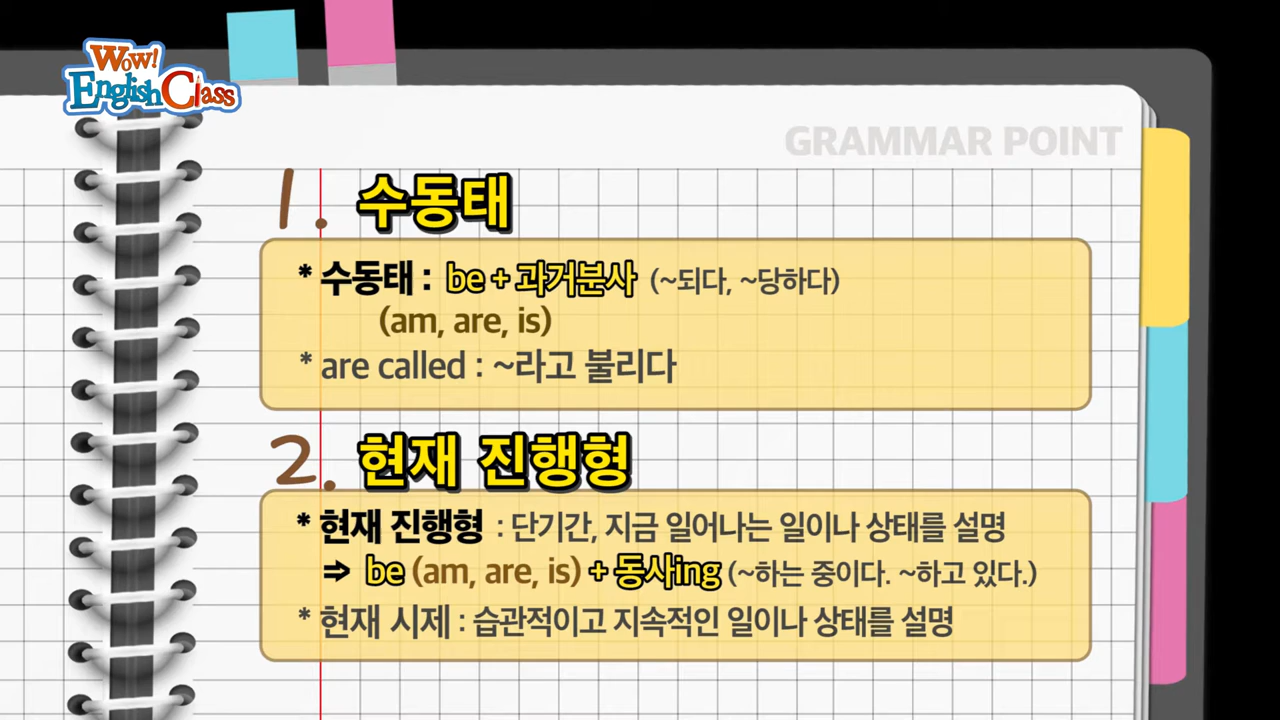 Wow!
English Class
GRAMMAR POINT
1. 수동태
* 수동태 : be + 과거분사 (~되다, ~당하다)
(am, are, is)
* are called : ~라고 불리다
2. 현재 진행형
* 현재 진행형 : 단기간, 지금 일어나는 일이나 상태를 설명
⇒ be (am, are, is) + 동사ing (~하는 중이다. ~하고 있다.)
* 현재 시제 : 습관적이고 지속적인 일이나 상태를 설명